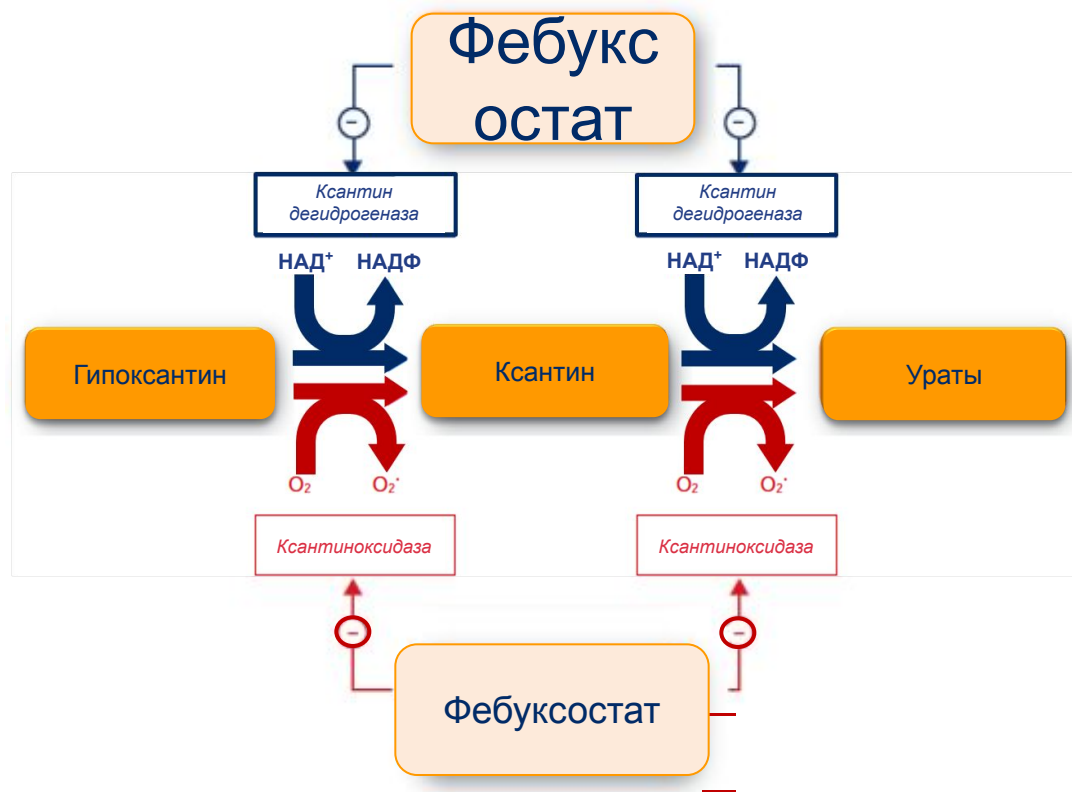 Фебукс
остат
Ксантин
дегидрогеназа
Ксантин
дегидрогеназа
НАД⁺ НАДФ
НАД⁺ НАДФ
Гипоксантин
Ксантин
Ураты
O₂ O₂˙
O₂ O₂˙
Ксантиноксидаза
Ксантиноксидаза
Фебуксостат